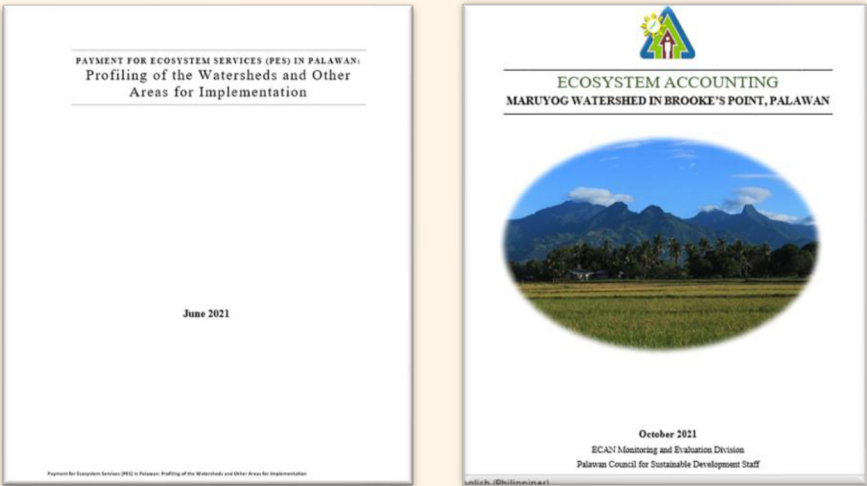 PAYMENT FOR ECOSYSTEM SERVICES (PES) IN PALAWAN:
Profiling of the Watersheds and Other
Areas for Implementation
June 2021
Payment for Ecosystem Services (PES) in Palawan: Profiling of the Watersheds and Other Areas for Implementation
ECOSYSTEM ACCOUNTING
MARUYOG WATERSHED IN BROOKE'S POINT, PALAWAN
October 2021
ECAN Monitoring and Evaluation Division
Palawan Council for Sustainable Development Staff